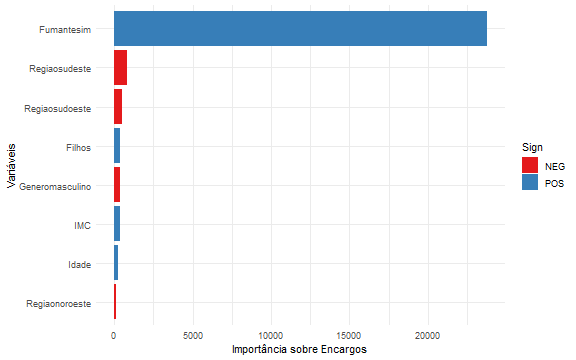 Fumantesim
Regiaosudeste
Regiaosudoeste
Filhos
Generomasculino
IMC
Idade
Regiaonoroeste
Variáveis
0 5000 10000 15000 20000
Importância sobre Encargos
Sign
NEG
POS